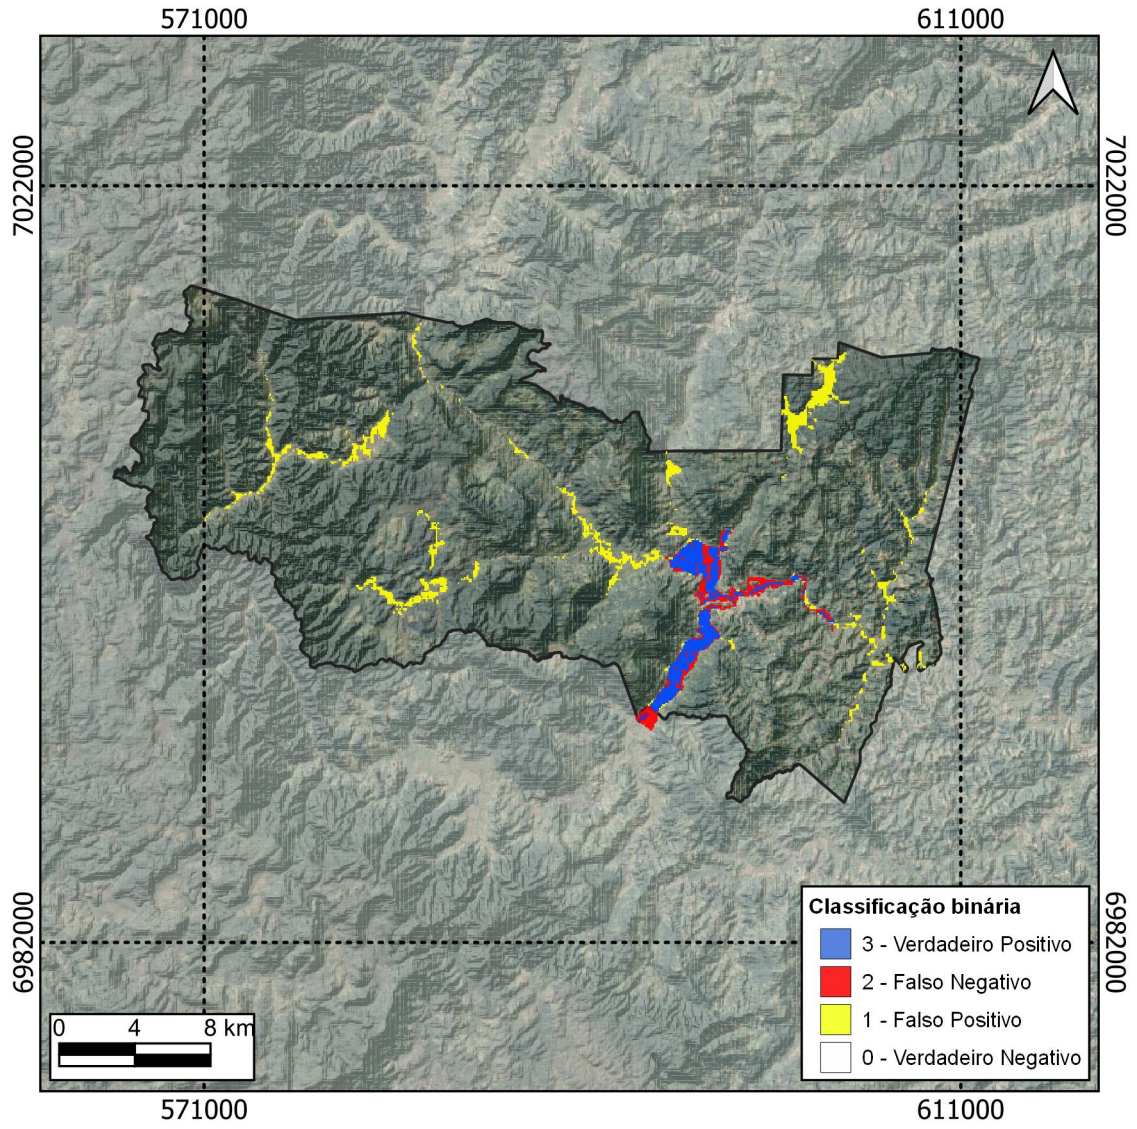 571000
611000
7022000
7022000
6982000
6982000
Classificação binária
3 - Verdadeiro Positivo
2 - Falso Negativo
1 - Falso Positivo
0 - Verdadeiro Negativo
0 4 8 km
571000
611000